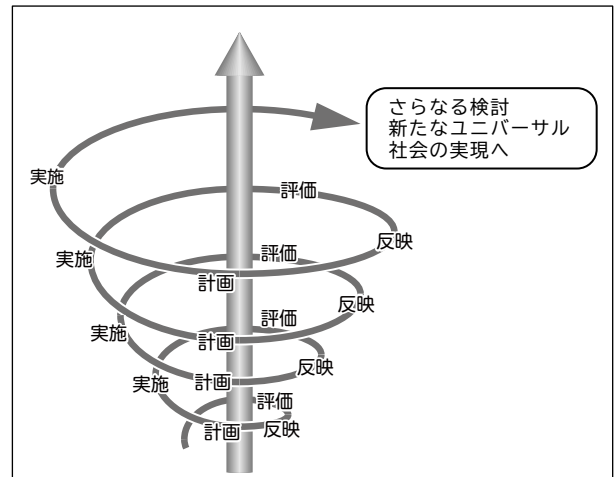 さらなる検討
新たなユニバーサル
社会の実現へ
実施
評価
反映
計画
実施
評価
反映
計画
実施
評価
反映
計画
実施
評価
反映
計画